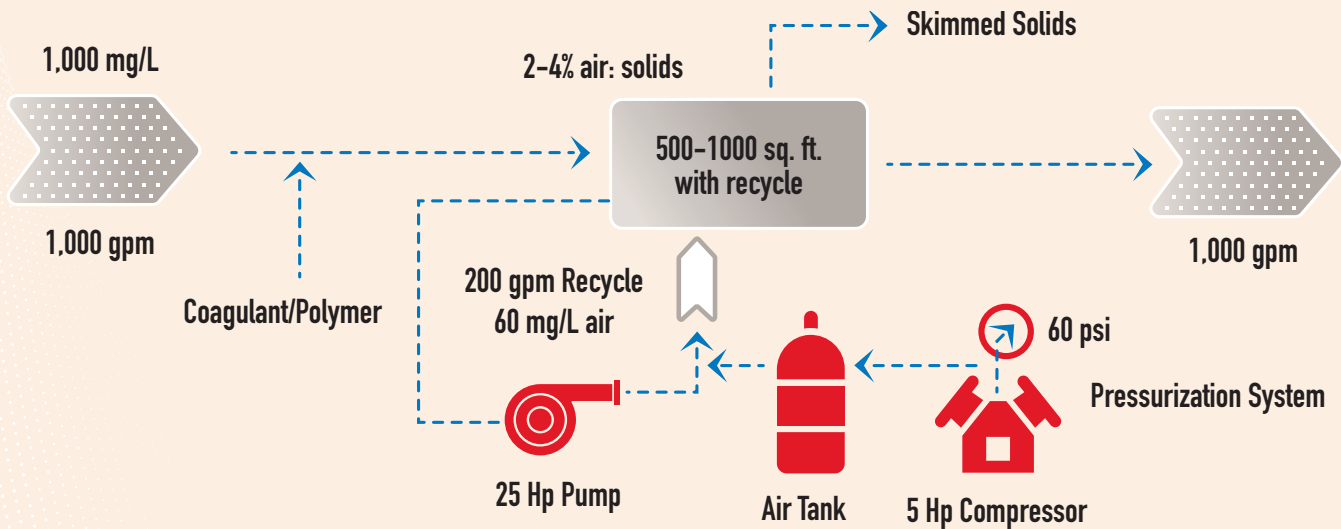 Skimmed Solids
1,000 mg/L
2–4% air: solids
500–1000 sq. ft.
with recycle
1,000 gpm
1,000 gpm
200 gpm Recycle
60 mg/L air
Coagulant/Polymer
60 psi
Pressurization System
25 Hp Pump
Air Tank
5 Hp Compressor